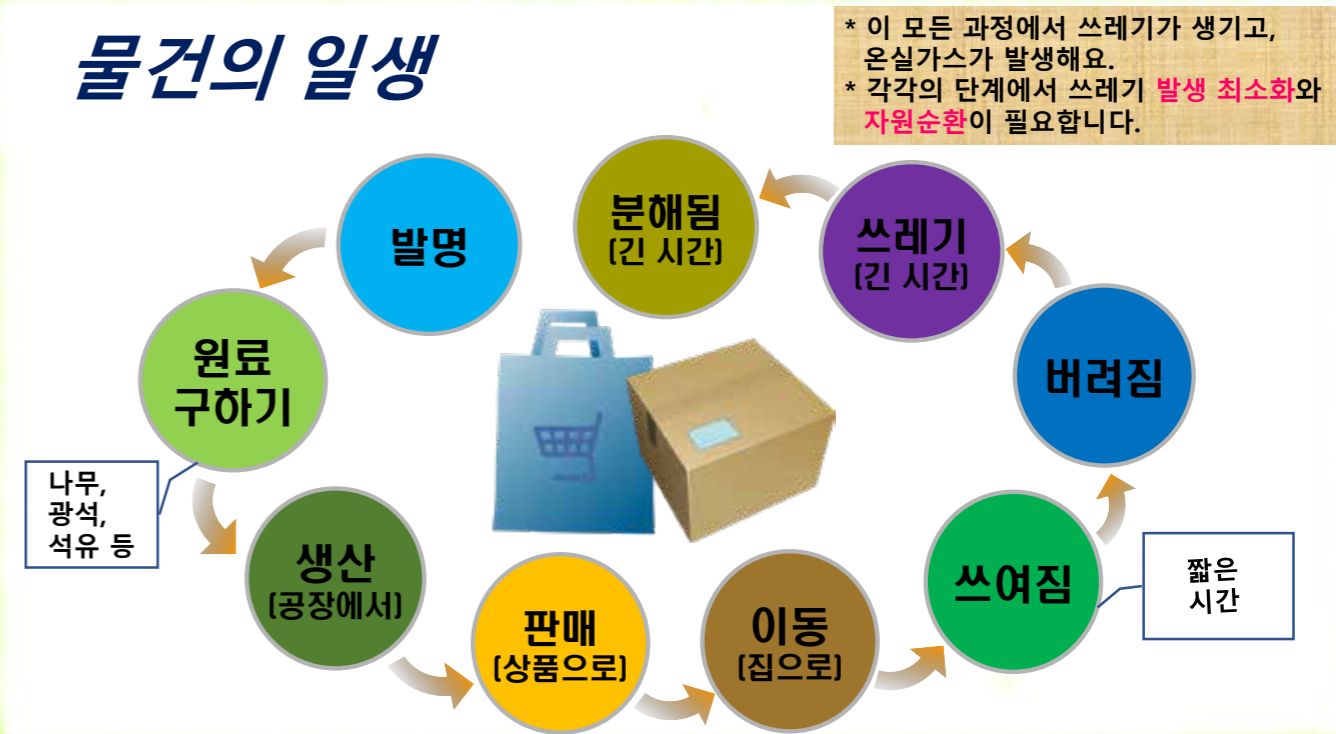 물건의 일생
* 이 모든 과정에서 쓰레기가 생기고,
온실가스가 발생해요.
* 각각의 단계에서 쓰레기 발생 최소화와
자원순환이 필요합니다.
발명
원료
구하기
나무,
광석,
석유 등
생산
(공장에서)
판매
(상품으로)
이동
(집으로)
쓰여짐
짧은
시간
버려짐
쓰레기
(긴 시간)
분해됨
(긴 시간)